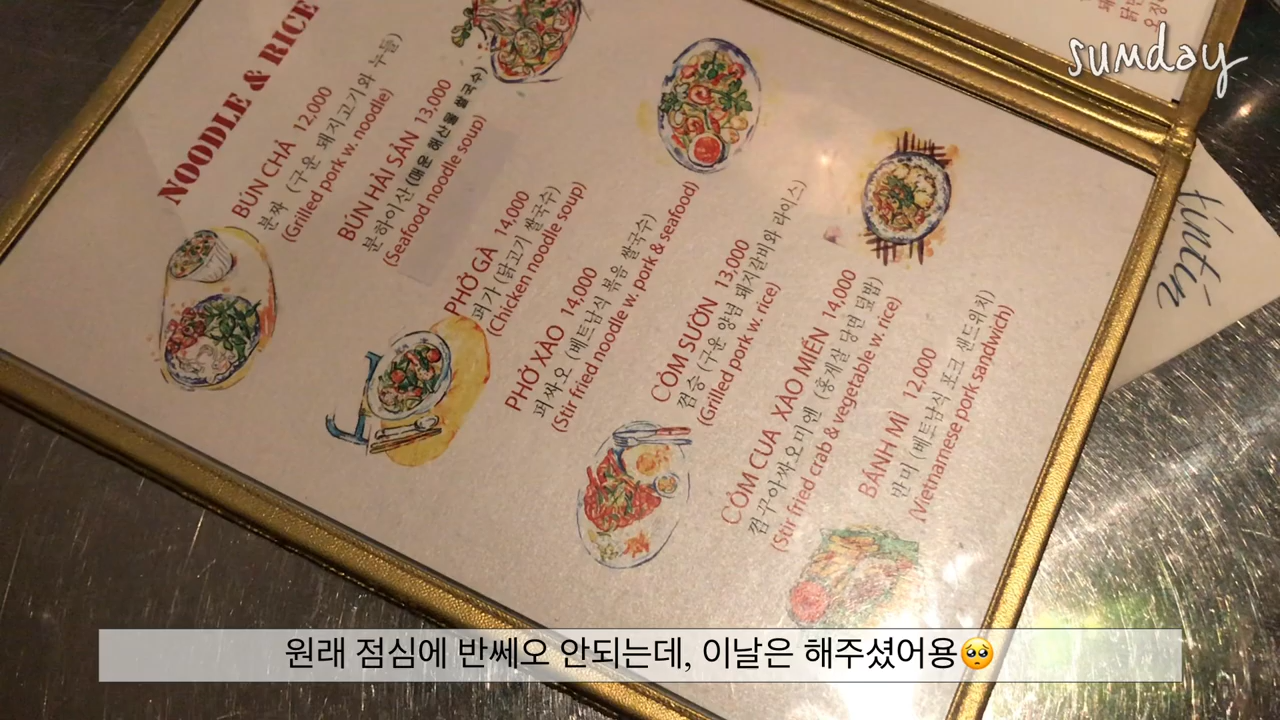 sumday
NOODLE & RICE
BÚN CHẢ 12,000
분짜 (구운 돼지고기와 누들)
(Grilled pork w. noodle)
BÚN HẢI SẢN 13,000
분하이산 (매운 해산물 쌀국수)
(Seafood noodle soup)
PHỞ GÀ 14,000
퍼가 (닭고기 쌀국수)
(Chicken noodle soup)
PHỞ XÀO 14,000
퍼싸오 (베트남식 볶음 쌀국수)
(Stir fried noodle w. pork & seafood)
CỎM SƯỜN 13,000
껌승 (구운 양념 돼지갈비와 라이스)
(Grilled pork w. rice)
CỎM CUA XÀO MIẾN 14,000
껌꾸아싸오미엔 (홍게살 당면 덮밥)
(Stir fried crab & vegetable w. rice)
BÁNH MÌ 12,000
반미 (베트남식 포크 샌드위치)
(Vietnamese pork sandwich)
tintin
원래 점심에 반쎄오 안되는데, 이날은 해주셨어용🥺